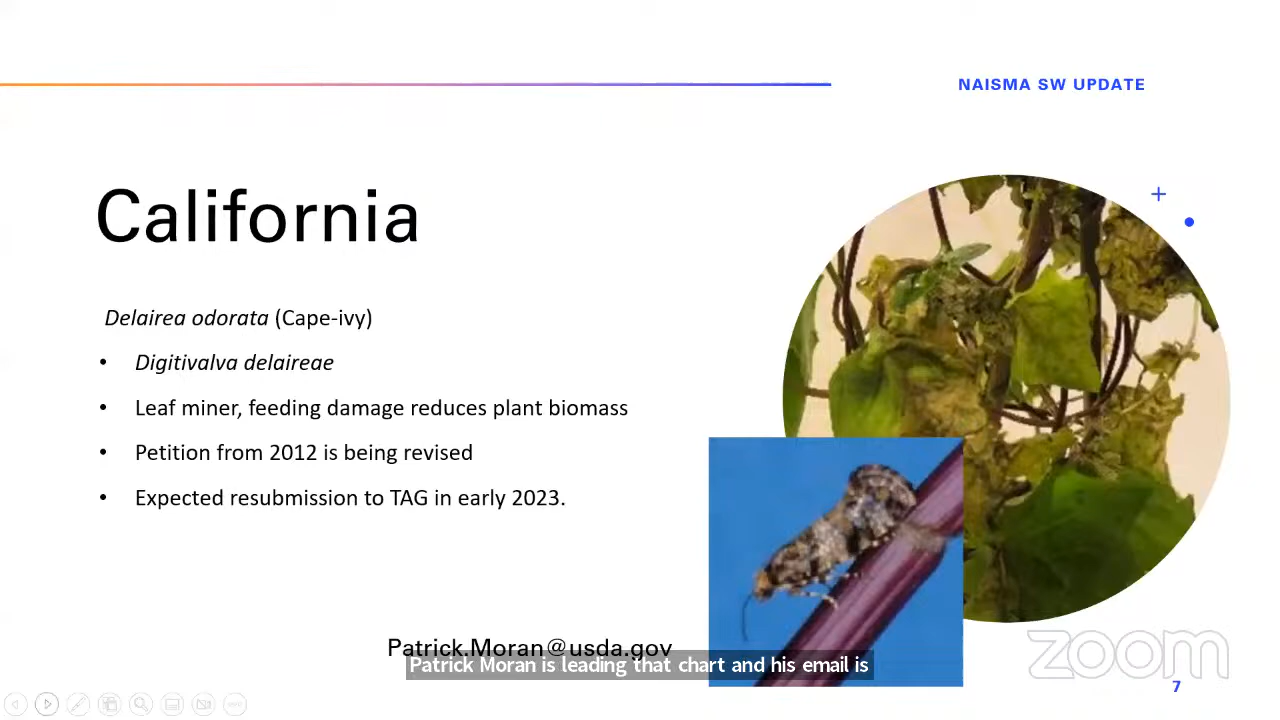 NAISMA SW UPDATE
California
Delairea odorata (Cape-ivy)
• Digitivalva delaireae
• Leaf miner, feeding damage reduces plant biomass
• Petition from 2012 is being revised
• Expected resubmission to TAG in early 2023.
Patrick.Moran@usda.gov
Patrick Moran is leading that chart and his email is
zoom
7